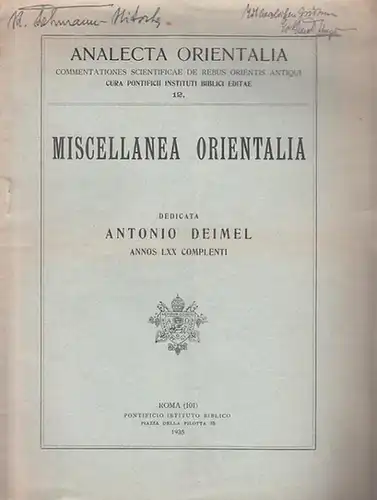 ANALECTA ORIENTALIA
COMMENTATIONES SCIENTIFICAE DE REBUS ORIENTIS ANTIQUI
CURA PONTIFICII INSTITUTI BIBLICI EDITAE
12.
MISCELLANEA ORIENTALIA
DEDICATA
ANTONIO DEIMEL
ANNOS LXX COMPLENTI
ROMA (101)
PONTIFICIO ISTITUTO BIBLICO
PIAZZA DELLA PILOTTA 35
1935